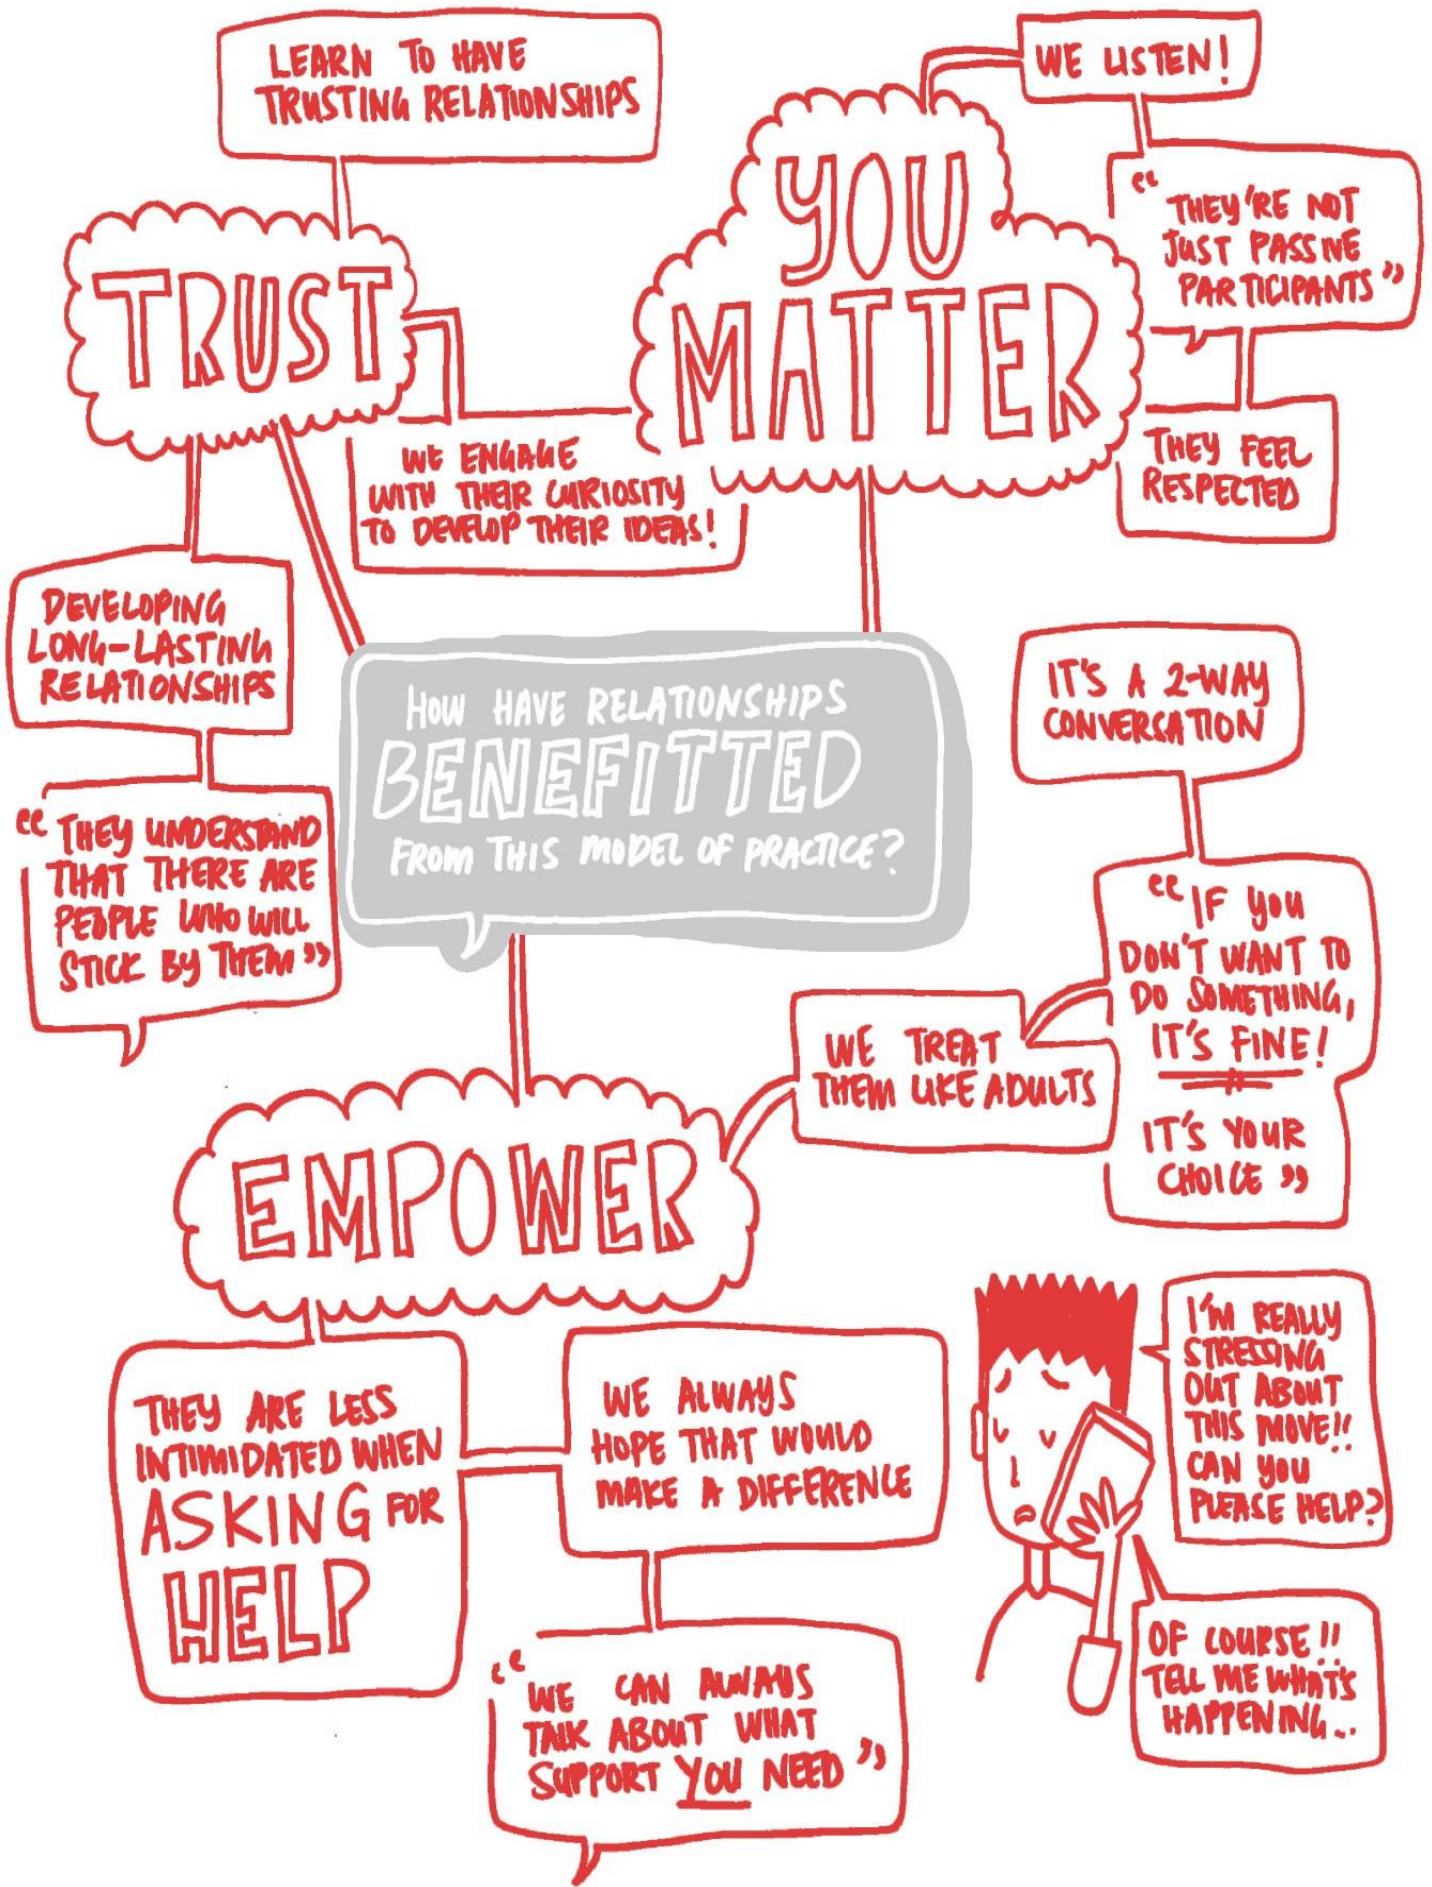 LEARN TO HAVE
TRUSTING RELATIONSHIPS
TRUST
WE ENGAGE
WITH THEIR CURIOSITY
TO DEVELOP THEIR IDEAS!
DEVELOPING
LONG-LASTING
RELATIONSHIPS
“THEY UNDERSTAND
THAT THERE ARE
PEOPLE WHO WILL
STICK BY THEM”
WE LISTEN!
YOU
MATTER
“THEY'RE NOT
JUST PASSIVE
PARTICIPANTS”
THEY FEEL
RESPECTED
HOW HAVE RELATIONSHIPS
BENEFITTED
FROM THIS MODEL OF PRACTICE?
IT'S A 2-WAY
CONVERSATION
“IF YOU
DON'T WANT TO
DO SOMETHING,
IT'S FINE!
IT'S YOUR
CHOICE”
WE TREAT
THEM LIKE ADULTS
EMPOWER
THEY ARE LESS
INTIMIDATED WHEN
ASKING FOR
HELP
WE ALWAYS
HOPE THAT WOULD
MAKE A DIFFERENCE
“WE CAN ALWAYS
TALK ABOUT WHAT
SUPPORT YOU NEED”
I'M REALLY
STRESSING
OUT ABOUT
THIS MOVE!!
CAN YOU
PLEASE HELP?
OF COURSE!!
TELL ME WHAT'S
HAPPENING...